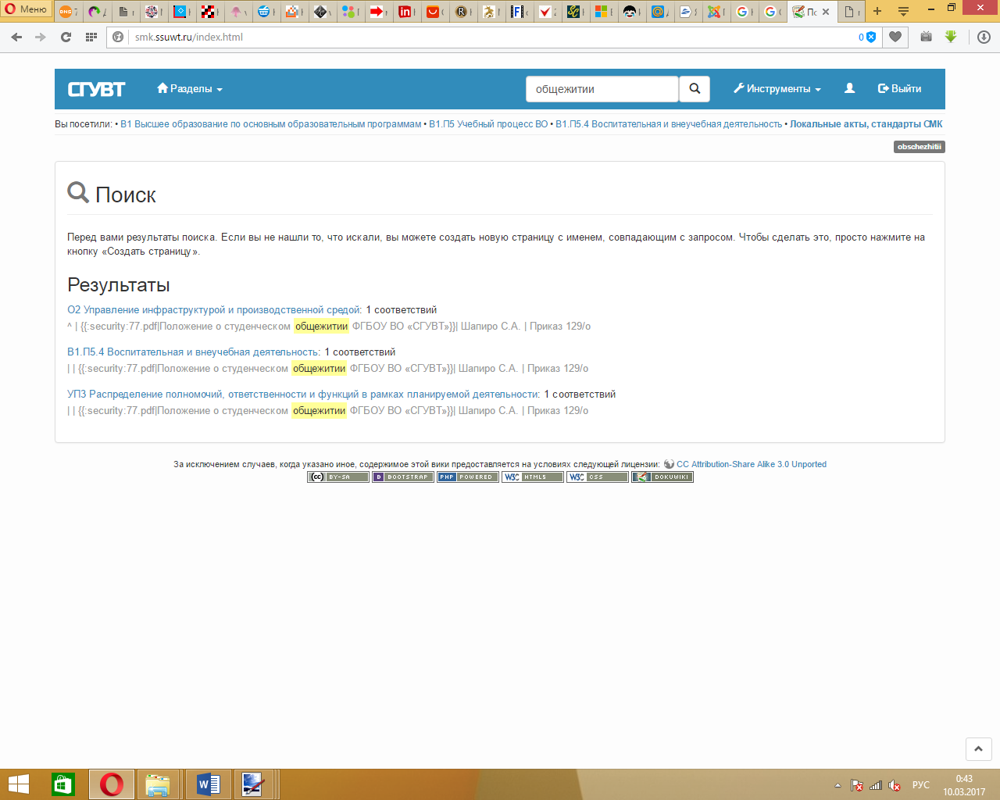 Меню
smk.ssuwt.ru/index.html
0
СГУВТ
Разделы
общежитии
Инструменты
Выйти
Вы посетили: • В1 Высшее образование по основным образовательным программам • В1.П5 Учебный процесс ВО • В1.П5.4 Воспитательная и внеучебная деятельность • Локальные акты, стандарты СМК
obschezhitii
Поиск
Перед вами результаты поиска. Если вы не нашли то, что искали, вы можете создать новую страницу с именем, совпадающим с запросом. Чтобы сделать это, просто нажмите на
кнопку «Создать страницу».
Результаты
О2 Управление инфраструктурой и производственной средой: 1 соответствий
^ | {{:security:77.pdf|Положение о студенческом общежитии ФГБОУ ВО «СГУВТ»}}| Шапиро С.А. | Приказ 129/о
В1.П5.4 Воспитательная и внеучебная деятельность: 1 соответствий
| | {{:security:77.pdf|Положение о студенческом общежитии ФГБОУ ВО «СГУВТ»}}| Шапиро С.А. | Приказ 129/о
УП3 Распределение полномочий, ответственности и функций в рамках планируемой деятельности: 1 соответствий
| | {{:security:77.pdf|Положение о студенческом общежитии ФГБОУ ВО «СГУВТ»}}| Шапиро С.А. | Приказ 129/о
За исключением случаев, когда указано иное, содержимое этой вики предоставляется на условиях следующей лицензии: CC Attribution-Share Alike 3.0 Unported
CC BY-SA B BOOTSTRAP PHP POWERED W3C HTML5 W3C CSS DOKUWIKI
РУС
0:43
10.03.2017